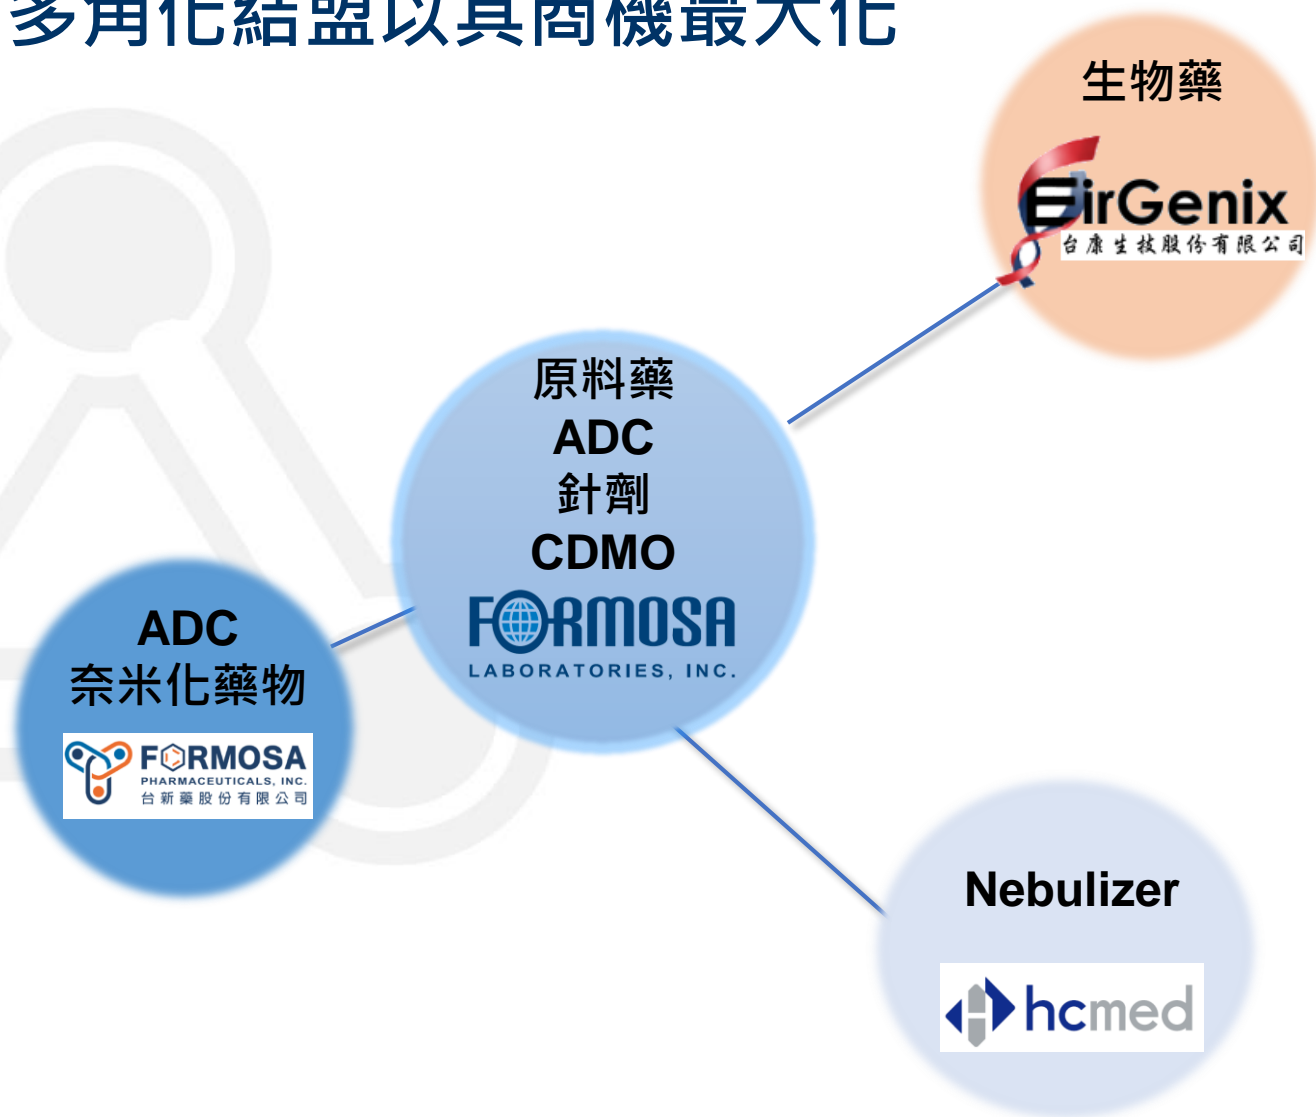 多角化結盟以其商機最大化
生物藥
EirGenix
台康生技股份有限公司
原料藥
ADC
針劑
CDMO
FORMOSA
LABORATORIES, INC.
ADC
奈米化藥物
FORMOSA
PHARMACEUTICALS, INC.
台新藥股份有限公司
Nebulizer
hcmed